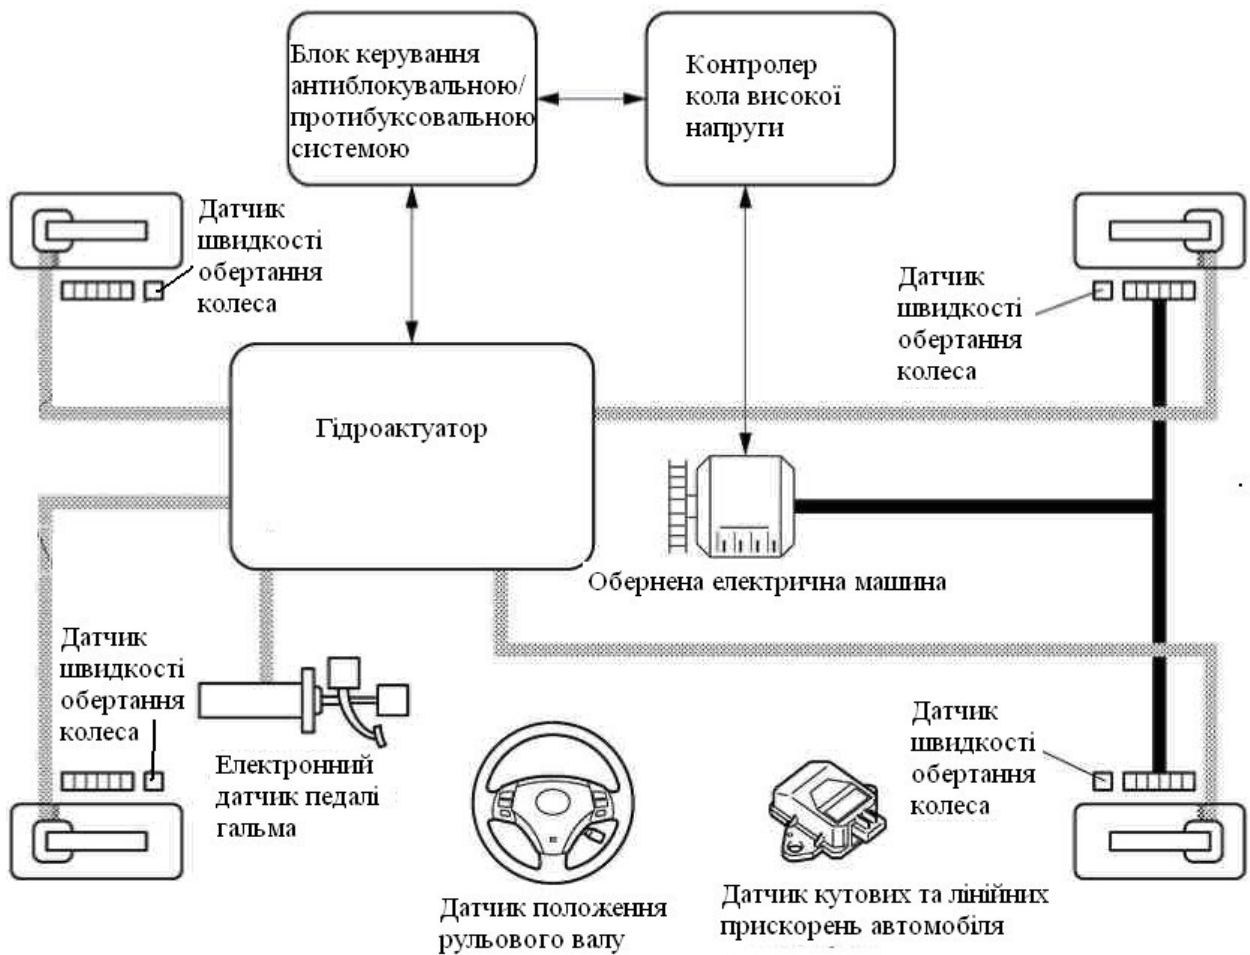 Блок керування
антиблокувальною/
протибуксовальною
системою
Контролер
кола високої
напруги
Датчик
швидкості
обертання
колеса
Датчик
швидкості
обертання
колеса
Гідроактуатор
Обернена електрична машина
Датчик
швидкості
обертання
колеса
Електронний
датчик педалі
гальма
Датчик
швидкості
обертання
колеса
Датчик положення
рульового валу
Датчик кутових та лінійних
прискорень автомобіля